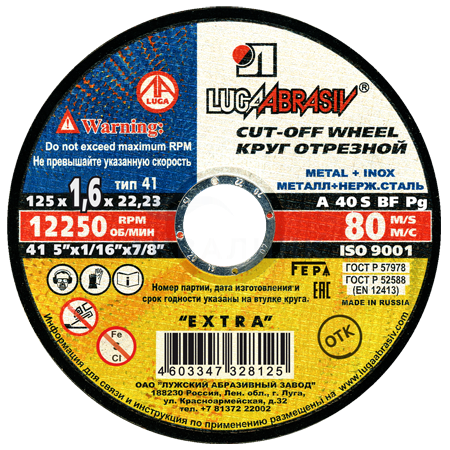 LUGA
LUGAABRASIV®
Warning:
Do not exceed maximum RPM
Не превышайте указанную скорость
CUT-OFF WHEEL
КРУГ ОТРЕЗНОЙ
METAL + INOX
МЕТАЛЛ+НЕРЖ.СТАЛЬ
тип 41
125 x 1,6 x 22,23
A 40 S BF Pg
12250 RPM
ОБ/МИН
80 M/S
М/С
41 5"x1/16"x7/8"
ISO 9001
FEPA
EAC
ГОСТ Р 57978
ГОСТ Р 52588
(EN 12413)
MADE IN RUSSIA
Номер партии, дата изготовления и
срок годности указаны на втулке круга.
"EXTRA"
Fe
Cl
ОТК
4 603347 328125
ОАО "ЛУЖСКИЙ АБРАЗИВНЫЙ ЗАВОД"
188230 Россия, Лен. обл., г. Луга,
ул. Красноармейская, д.32
тел. +7 81372 22002
Информация для связи и инструкция по применению размещены на http://www.lugaabrasiv.com/